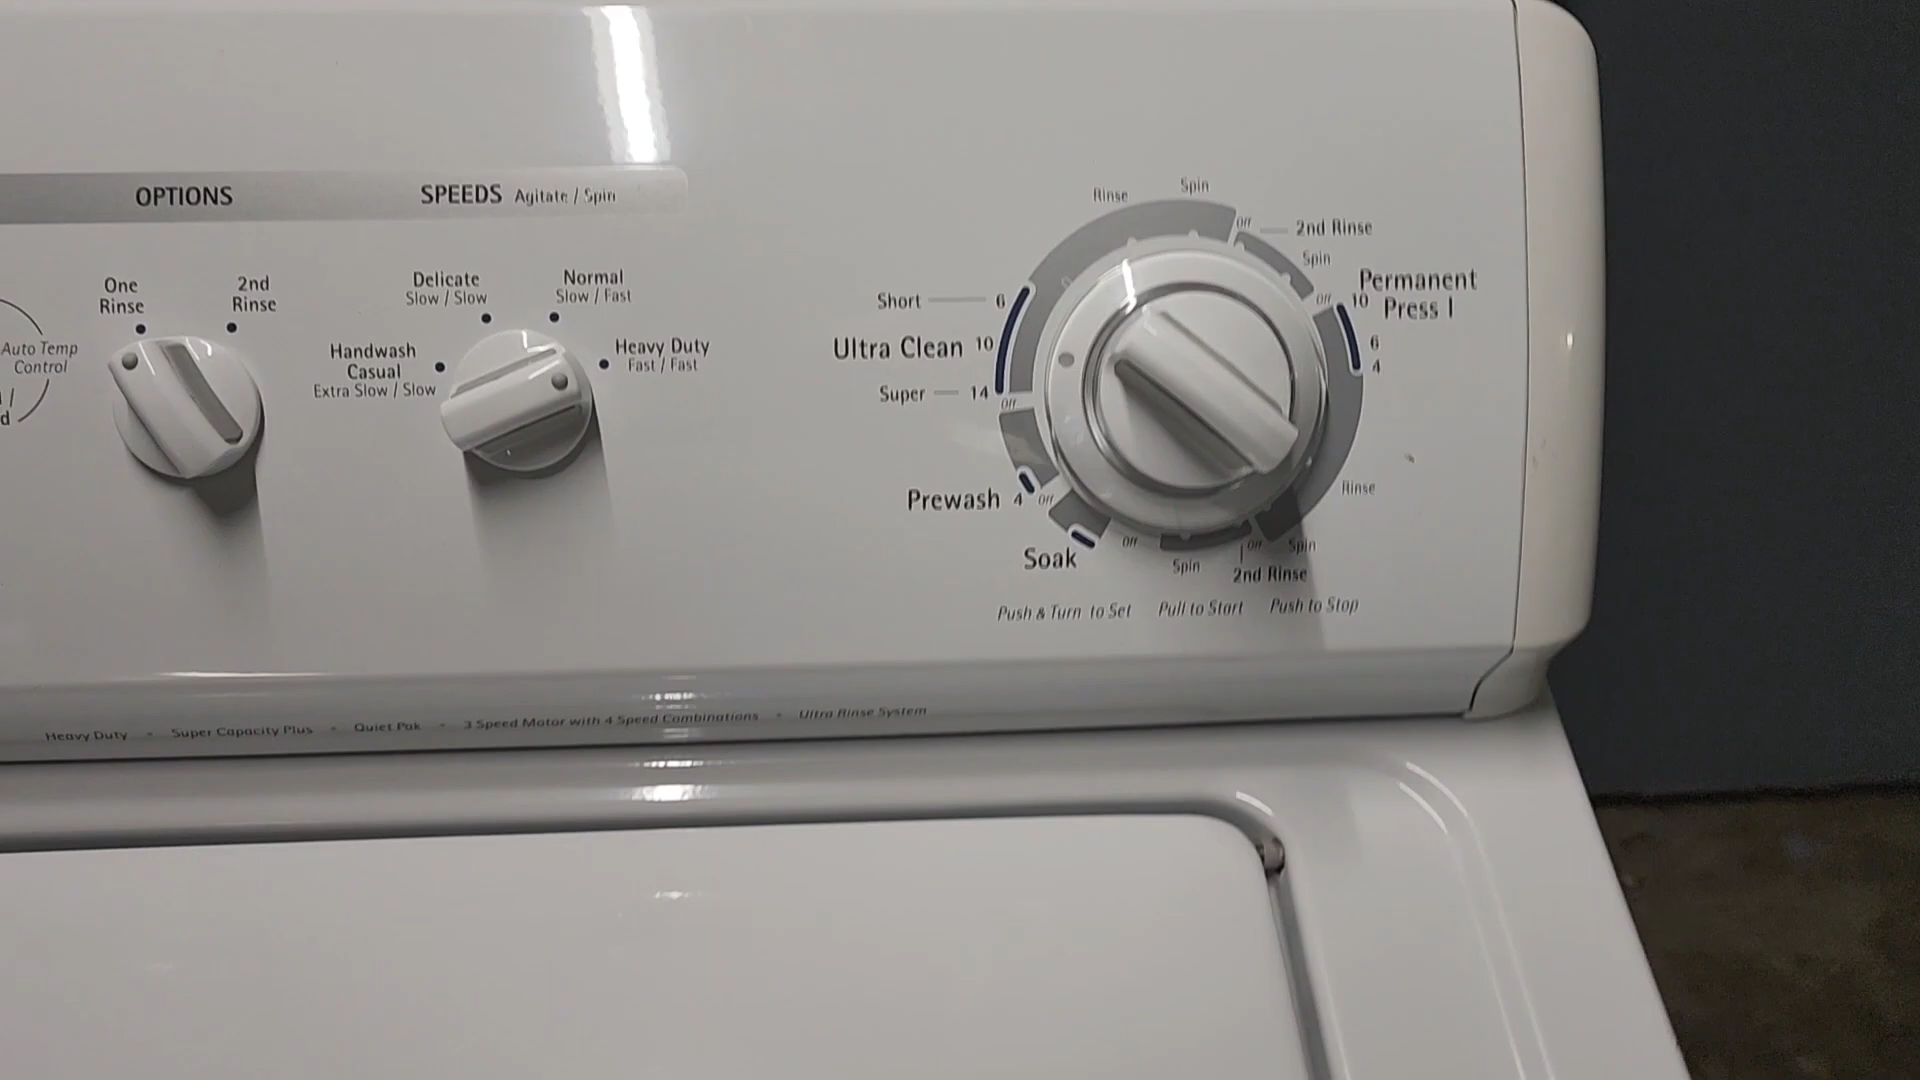 OPTIONS
SPEEDS Agitate / Spin
One
Rinse
2nd
Rinse
Auto Temp
Control
/
d
Delicate
Slow / Slow
Normal
Slow / Fast
Handwash
Casual
Extra Slow / Slow
Heavy Duty
Fast / Fast
Rinse
Spin
Off
2nd Rinse
Spin
Off
Permanent
Press I
10
6
4
Short 6
Ultra Clean 10
Super 14
Off
Prewash 4 Off
Soak
Off
Spin
Off
2nd Rinse
Spin
Rinse
Push & Turn to Set Pull to Start Push to Stop
Heavy Duty • Super Capacity Plus • Quiet Pak • 3 Speed Motor with 4 Speed Combinations • Ultra Rinse System